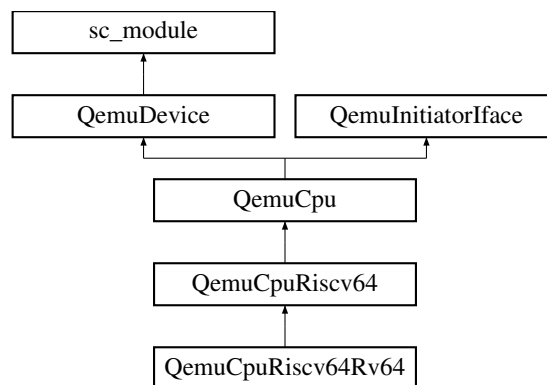 sc_module
QemuDevice
QemuInitiatorIface
QemuCpu
QemuCpuRiscv64
QemuCpuRiscv64Rv64